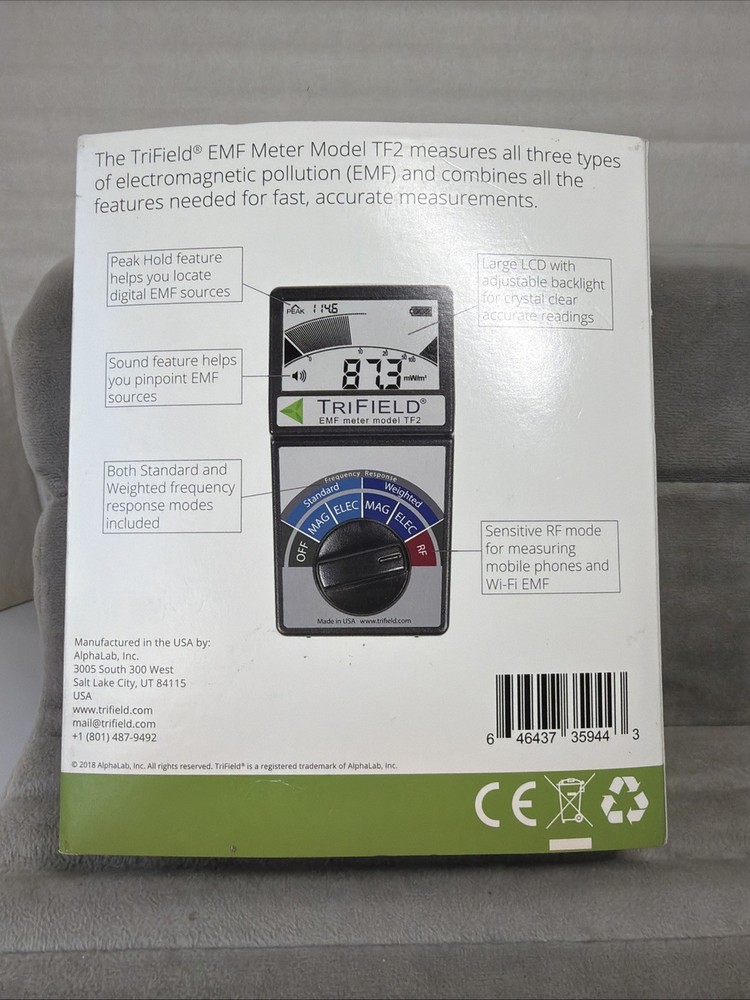 The TriField® EMF Meter Model TF2 measures all three types
of electromagnetic pollution (EMF) and combines all the
features needed for fast, accurate measurements.
Peak Hold feature
helps you locate
digital EMF sources
Large LCD with
adjustable backlight
for crystal clear
accurate readings
Sound feature helps
you pinpoint EMF
sources
Both Standard and
Weighted frequency
response modes
included
Sensitive RF mode
for measuring
mobile phones and
Wi-Fi EMF
PEAK 114.6
0 10 20 50 100
87.3 mW/m²
TRIFIELD®
EMF meter model TF2
Frequency Response
Standard Weighted
OFF MAG ELEC MAG ELEC RF
Made in USA www.trifield.com
Manufactured in the USA by:
AlphaLab, Inc.
3005 South 300 West
Salt Lake City, UT 84115
USA
www.trifield.com
mail@trifield.com
+1 (801) 487-9492
6 46437 35944 3
© 2018 AlphaLab, Inc. All rights reserved. TriField® is a registered trademark of AlphaLab, Inc.
CE